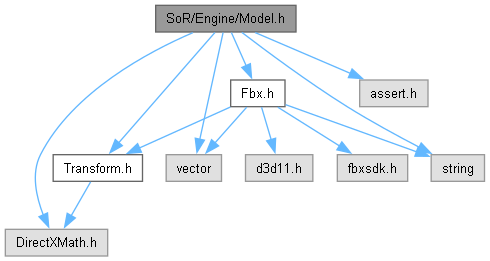 SoR/Engine/Model.h
Fbx.h
assert.h
Transform.h
vector
d3d11.h
fbxsdk.h
string
DirectXMath.h